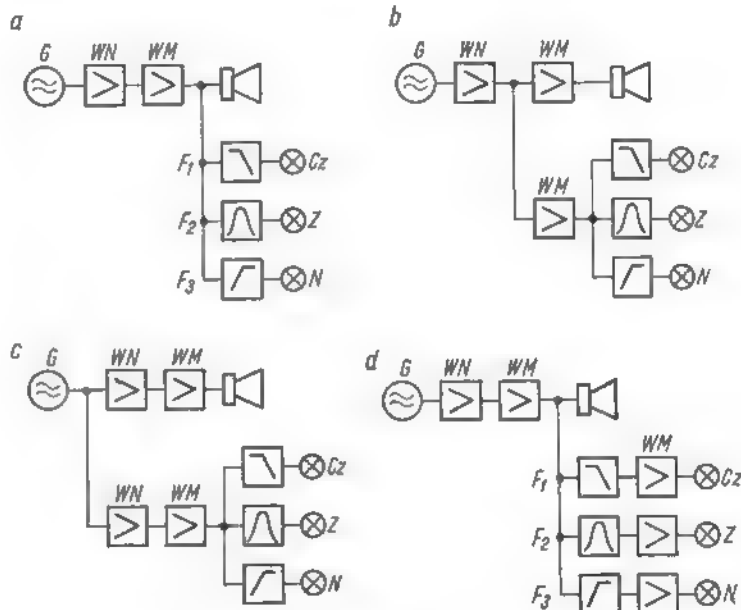 a
G WN WM
F1 Cz
F2 Z
F3 N
b
G WN WM
WM Cz
Z
N
c
G WN WM
WN WM Cz
Z
N
d
G WN WM
F1 WM Cz
F2 Z
F3 N